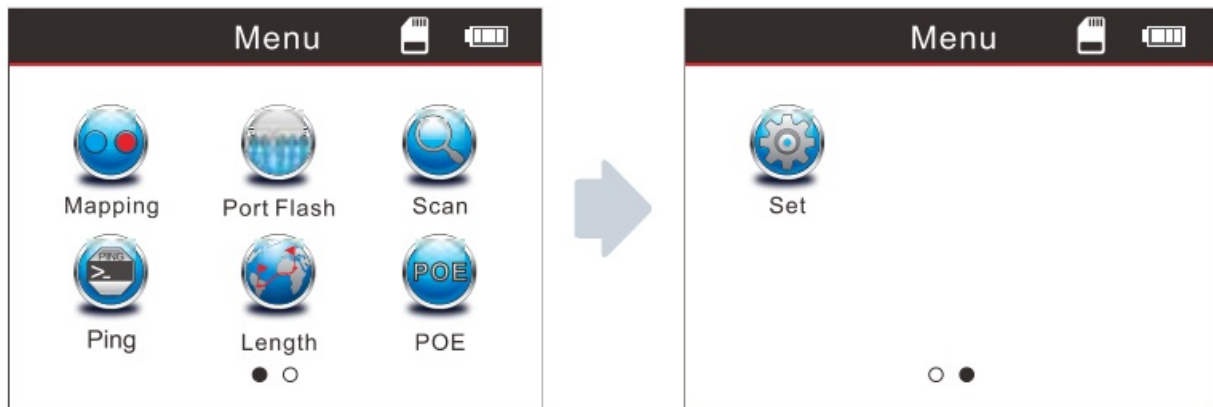 Menu
Menu
Mapping Port Flash Scan
Set
PING
>_
POE
Ping Length POE